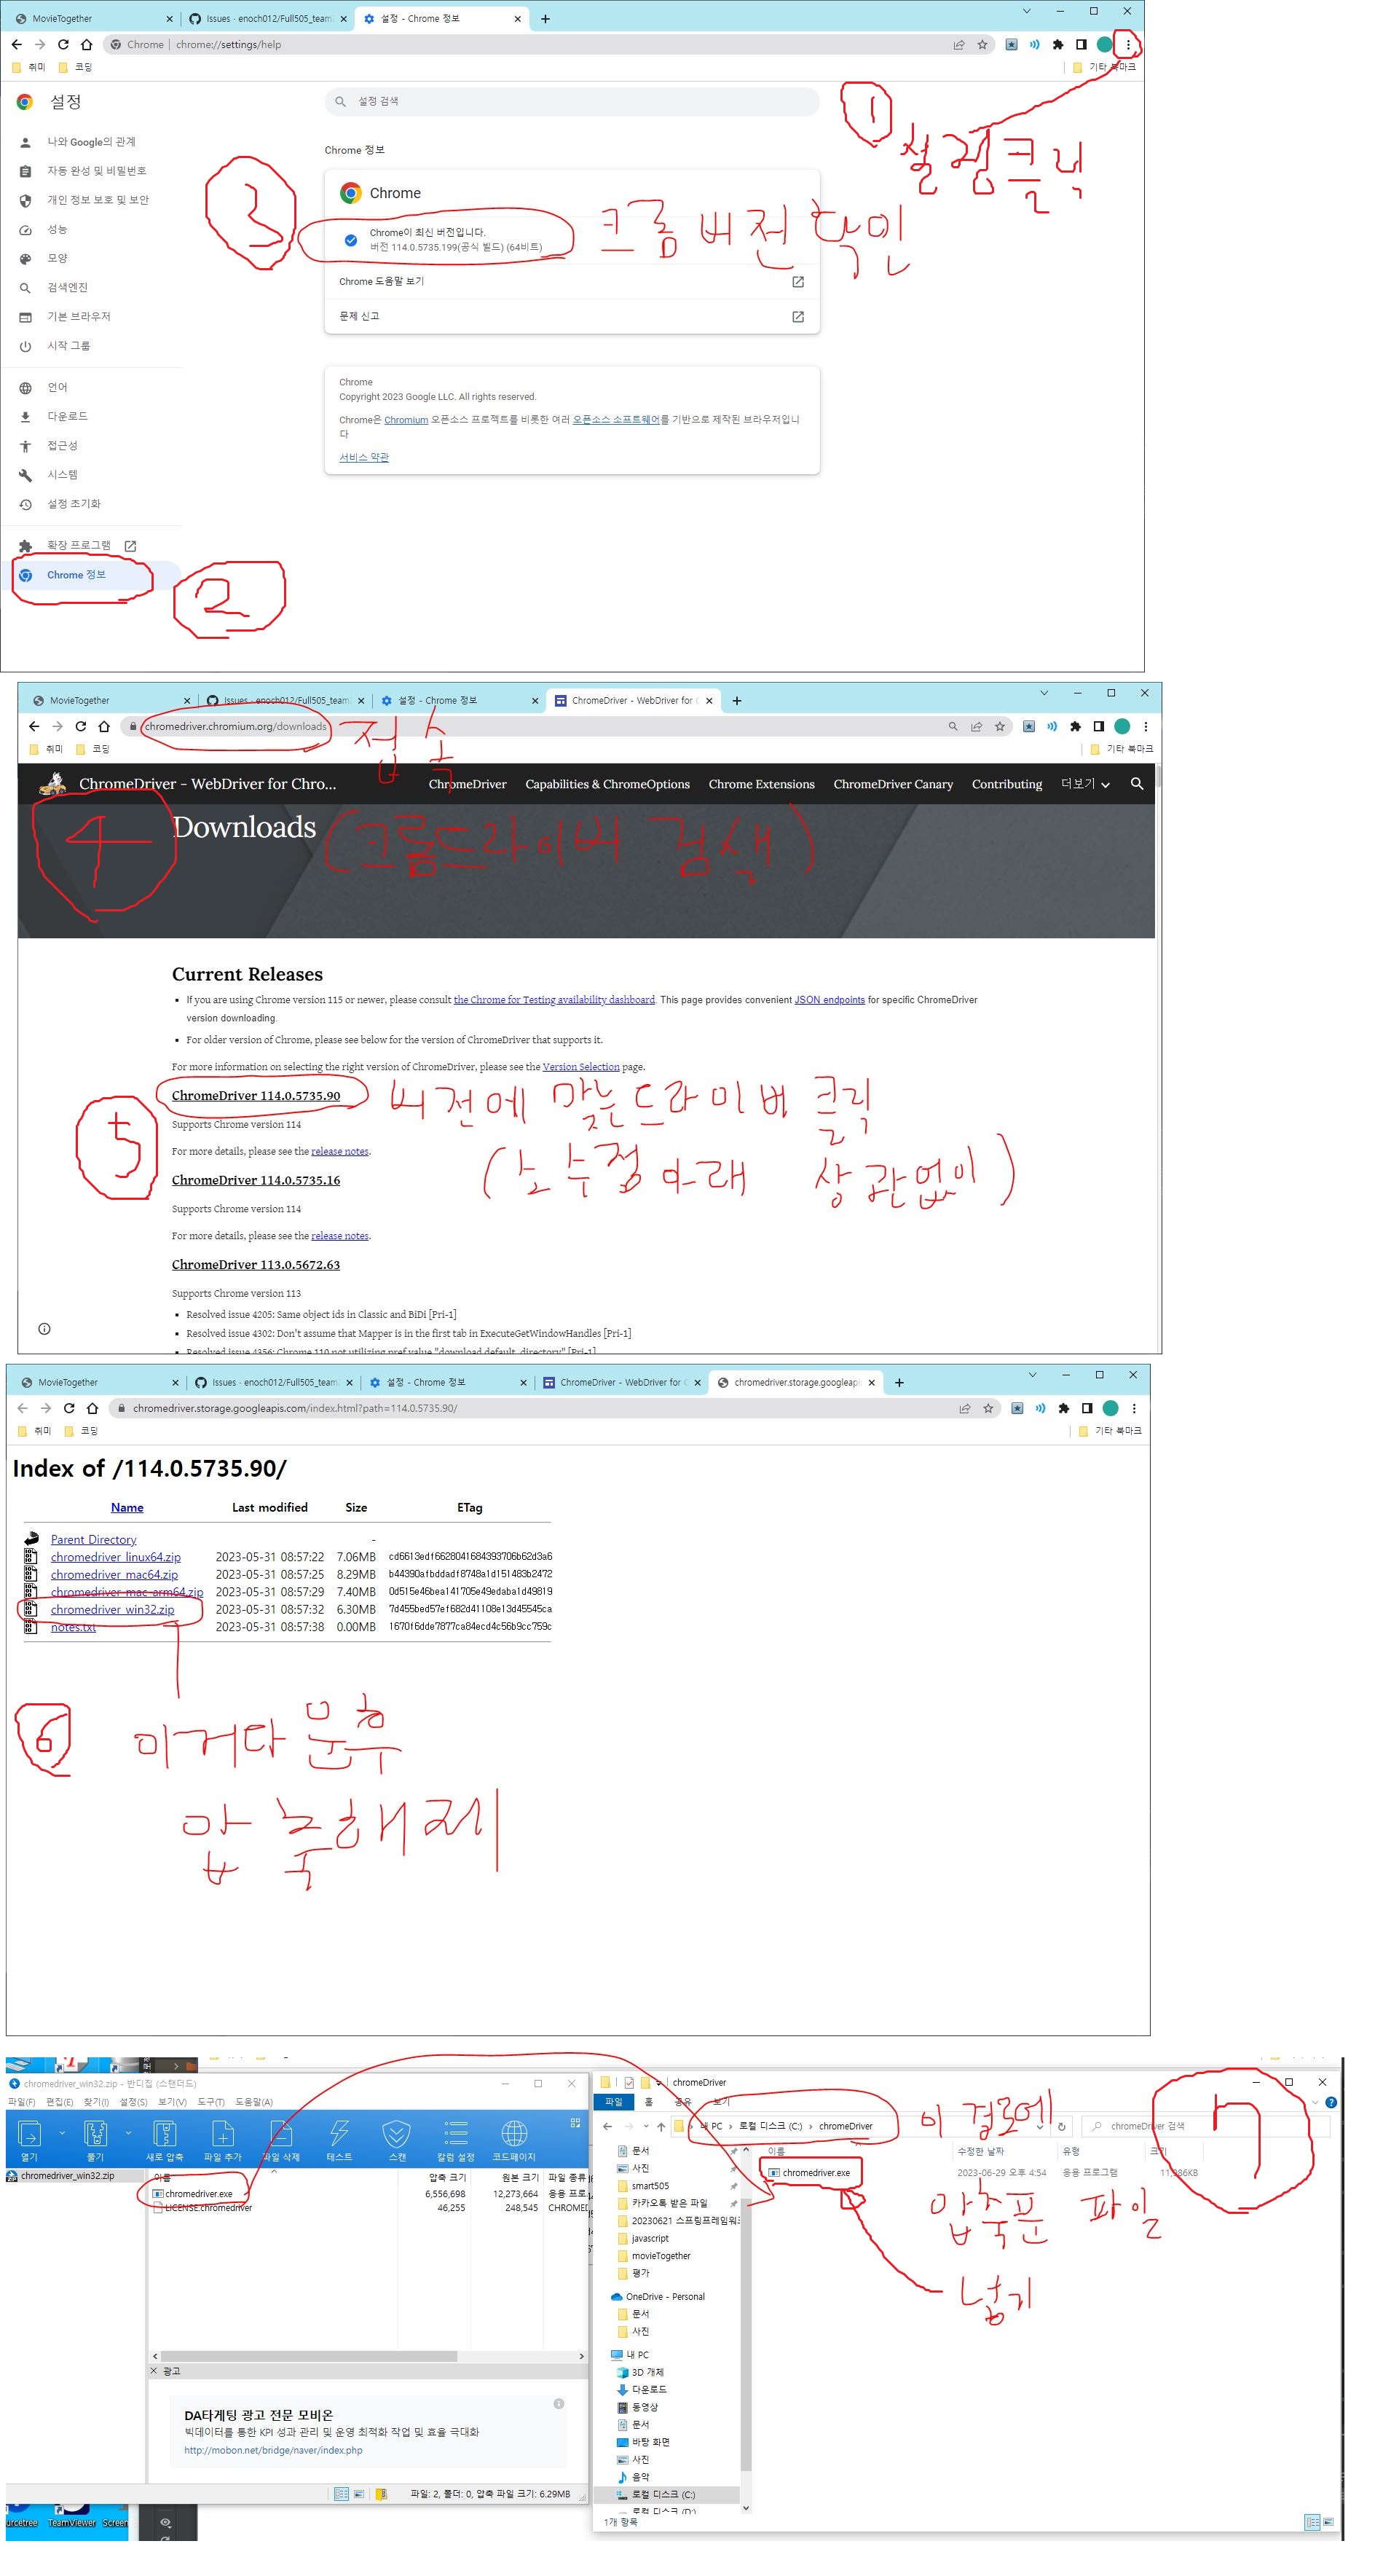 MovieTogether
Issues · enoch012/Full505_team
설정 - Chrome 정보
Chrome | chrome://settings/help
취미
코딩
기타 북마크
설정
설정 검색
①
설정클릭
나와 Google의 관계
자동 완성 및 비밀번호
개인 정보 보호 및 보안
성능
모양
검색엔진
기본 브라우저
시작 그룹
언어
다운로드
접근성
시스템
설정 초기화
확장 프로그램
Chrome 정보
2
Chrome 정보
Chrome
3
Chrome이 최신 버전입니다.
버전 114.0.5735.199(공식 빌드) (64비트)
크롬 버전 확인
Chrome 도움말 보기
문제 신고
Chrome
Copyright 2023 Google LLC. All rights reserved.
Chrome은 Chromium 오픈소스 프로젝트를 비롯한 여러 오픈소스 소프트웨어를 기반으로 제작된 브라우저입니
다
서비스 약관
MovieTogether
Issues · enoch012/Full505_team
설정 - Chrome 정보
ChromeDriver - WebDriver for C
chromedriver.chromium.org/downloads
접속
취미
코딩
기타 북마크
ChromeDriver - WebDriver for Chro...
ChromeDriver
Capabilities & ChromeOptions
Chrome Extensions
ChromeDriver Canary
Contributing
더보기
4
Downloads
(크롬드라이버 검색)
Current Releases
If you are using Chrome version 115 or newer, please consult the Chrome for Testing availability dashboard. This page provides convenient JSON endpoints for specific ChromeDriver
version downloading.
For older version of Chrome, please see below for the version of ChromeDriver that supports it.
For more information on selecting the right version of ChromeDriver, please see the Version Selection page.
5
ChromeDriver 114.0.5735.90
버전에 맞는드라이버 클릭
Supports Chrome version 114
For more details, please see the release notes.
(소수점아래 상관없이)
ChromeDriver 114.0.5735.16
Supports Chrome version 114
For more details, please see the release notes.
ChromeDriver 113.0.5672.63
Supports Chrome version 113
Resolved issue 4205: Same object ids in Classic and BiDi [Pri-1]
Resolved issue 4302: Don't assume that Mapper is in the first tab in ExecuteGetWindowHandles [Pri-1]
Resolved issue 4356: Chrome 110 not utilizing pref value "download.default_directory" [Pri-1]
MovieTogether
Issues · enoch012/Full505_team
설정 - Chrome 정보
ChromeDriver - WebDriver for C
chromedriver.storage.googleapis
chromedriver.storage.googleapis.com/index.html?path=114.0.5735.90/
취미
코딩
기타 북마크
Index of /114.0.5735.90/
Name Last modified Size ETag
Parent Directory -
chromedriver_linux64.zip 2023-05-31 08:57:22 7.06MB cd6613edf6628041684393706b62d3a6
chromedriver_mac64.zip 2023-05-31 08:57:25 8.29MB b44390afbddadf8748a1d151483b2472
chromedriver_mac_arm64.zip 2023-05-31 08:57:29 7.40MB 0d515e46bea141705e49edaba1d49819
chromedriver_win32.zip 2023-05-31 08:57:32 6.30MB 7d455bed57ef682d41108e13d45545ca
notes.txt 2023-05-31 08:57:38 0.00MB 1670f6dde7877ca84ecd4c56b9cc759c
6
이거다운후
압축해제
chromedriver_win32.zip - 반디집 (스탠더드)
파일(F) 편집(E) 찾기(I) 설정(S) 보기(V) 도구(T) 도움말(A)
열기 풀기 새로 압축 파일 추가 파일 삭제 테스트 스캔 칼럼 설정 코드페이지
chromedriver_win32.zip
이름 압축 크기 원본 크기 파일 종류
chromedriver.exe 6,556,698 12,273,664 응용 프로.
LICENSE.chromedriver 46,255 248,545 CHROMED
광고
DA타게팅 광고 전문 모비온
빅데이터를 통한 KPI 성과 관리 및 운영 최적화 작업 및 효율 극대화
http://mobon.net/bridge/naver/index.php
파일: 2, 폴더: 0, 압축 파일 크기: 6.29MB
urcetree TeamViewer Screen
chromeDriver
파일 홈 공유 보기
내 PC > 로컬 디스크 (C:) > chromeDriver
chromeDriver 검색
이름 수정한 날짜 유형 크기
chromedriver.exe 2023-06-29 오후 4:54 응용 프로그램 11,986KB
7
이 경로에
압축푼 파일
넣기
문서
사진
smart505
카카오톡 받은 파일
20230621 스프링프레임워크
javascript
movieTogether
평가
OneDrive - Personal
문서
사진
내 PC
3D 개체
다운로드
동영상
문서
바탕 화면
사진
음악
로컬 디스크 (C:)
로컬 디스크 (D:)
1개 항목